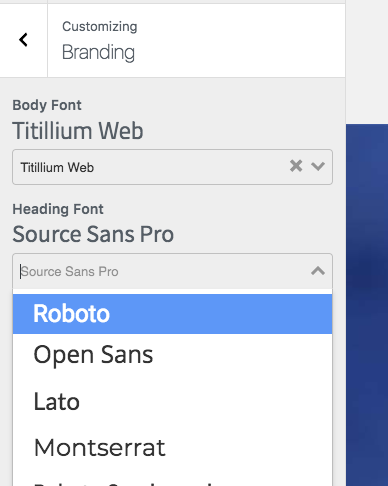 Customizing
Branding
Body Font
Titillium Web
Titillium Web
Heading Font
Source Sans Pro
Source Sans Pro
Roboto
Open Sans
Lato
Montserrat